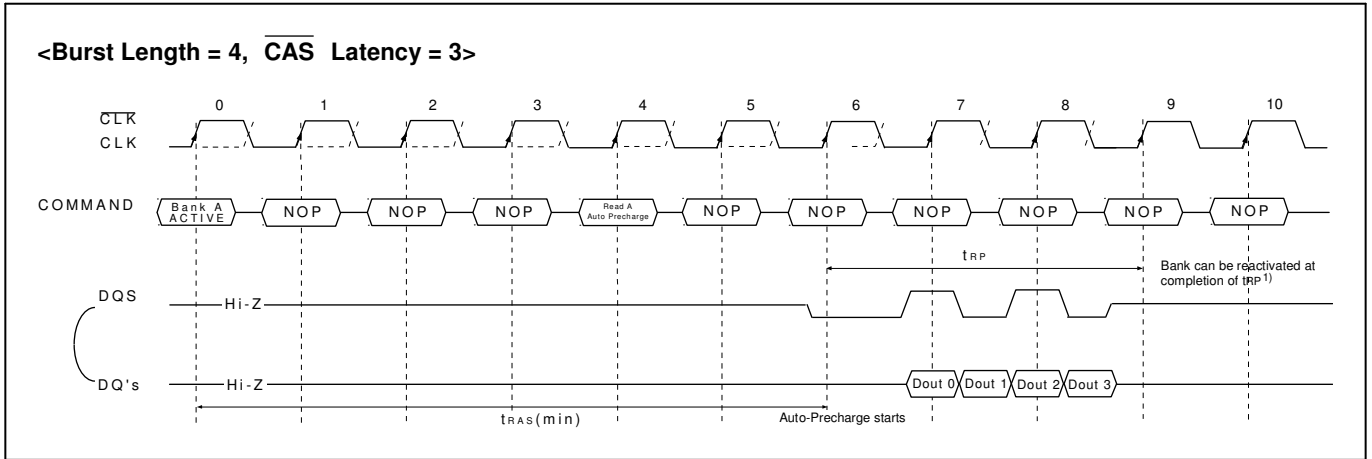 <Burst Length = 4, CAS Latency = 3>
0 1 2 3 4 5 6 7 8 9 10
CLK
CLK
COMMAND
Bank A
ACTIVE
NOP
NOP
NOP
Read A
Auto Precharge
NOP
NOP
NOP
NOP
NOP
NOP
tRP
Bank can be reactivated at
completion of tRP1)
DQS
Hi-Z
DQ's
Hi-Z
Dout 0
Dout 1
Dout 2
Dout 3
tRAS(min)
Auto-Precharge starts